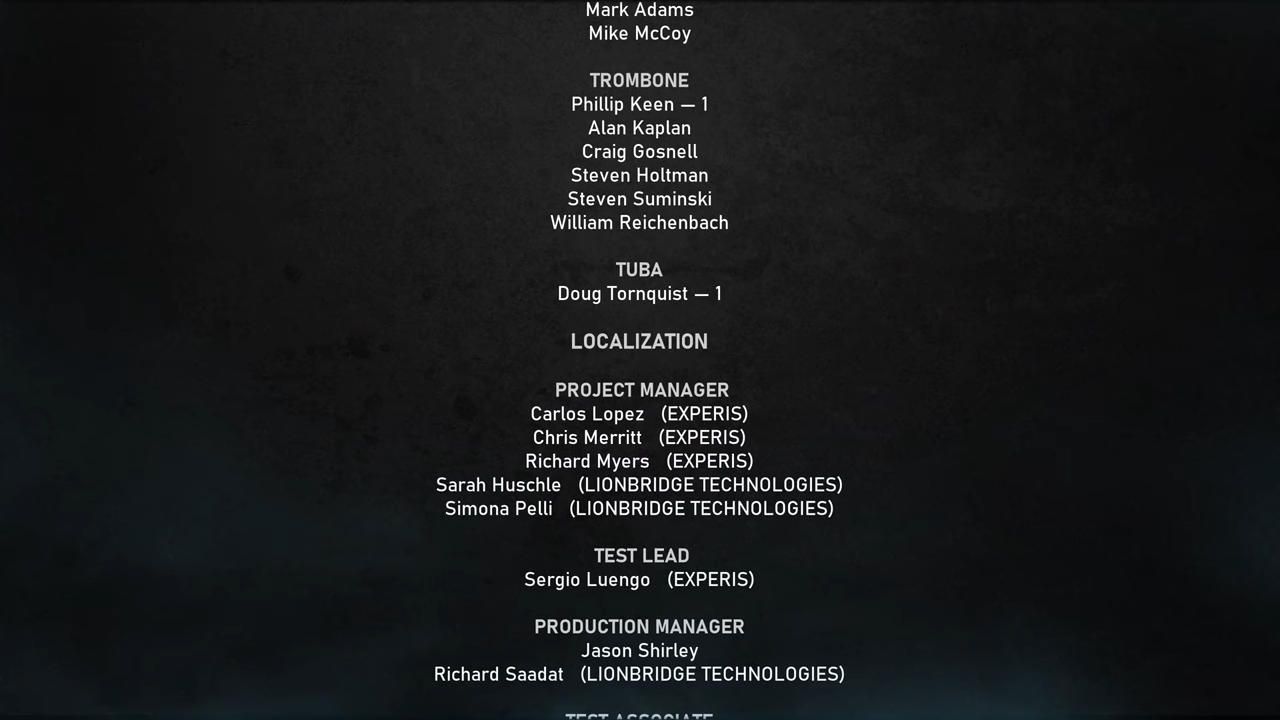 Mark Adams
Mike McCoy
TROMBONE
Phillip Keen — 1
Alan Kaplan
Craig Gosnell
Steven Holtman
Steven Suminski
William Reichenbach
TUBA
Doug Tornquist — 1
LOCALIZATION
PROJECT MANAGER
Carlos Lopez (EXPERIS)
Chris Merritt (EXPERIS)
Richard Myers (EXPERIS)
Sarah Huschle (LIONBRIDGE TECHNOLOGIES)
Simona Pelli (LIONBRIDGE TECHNOLOGIES)
TEST LEAD
Sergio Luengo (EXPERIS)
PRODUCTION MANAGER
Jason Shirley
Richard Saadat (LIONBRIDGE TECHNOLOGIES)
TEST ASSOCIATE